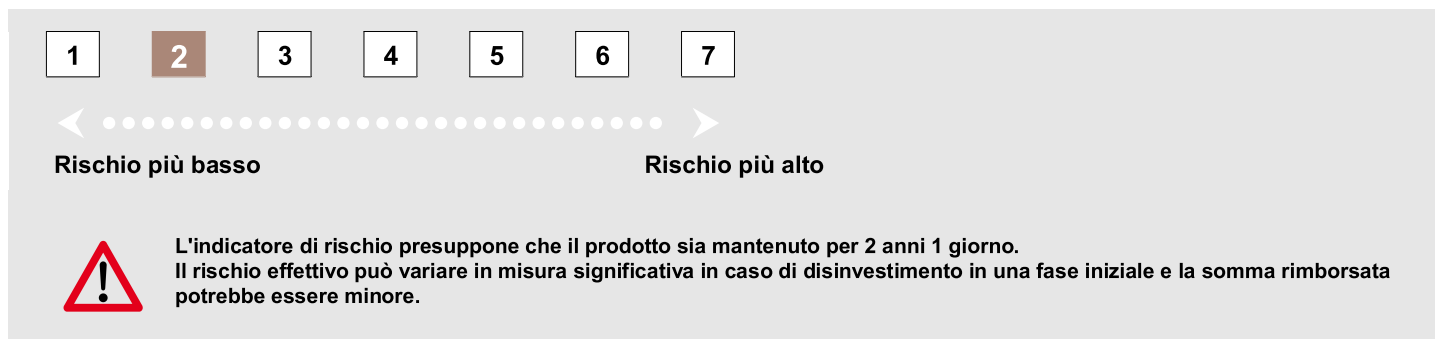 1 2 3 4 5 6 7
Rischio più basso Rischio più alto
L'indicatore di rischio presuppone che il prodotto sia mantenuto per 2 anni 1 giorno.
Il rischio effettivo può variare in misura significativa in caso di disinvestimento in una fase iniziale e la somma rimborsata
potrebbe essere minore.